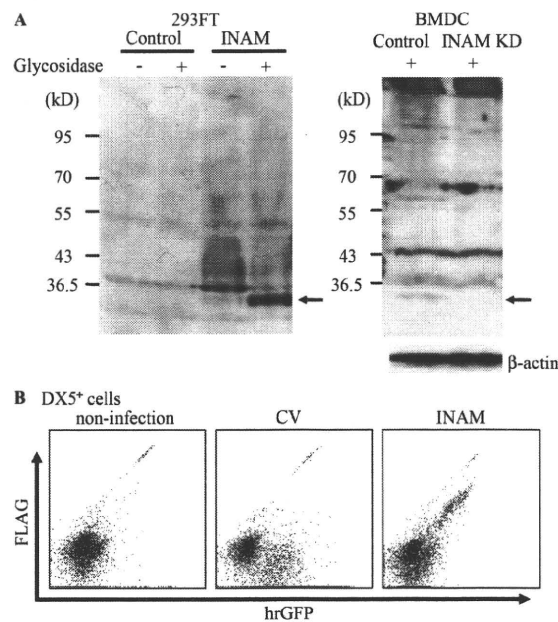 A
293FT
BMDC
Control INAM
Control INAM KD
Glycosidase - + - +
+ +
(kD)
(kD)
95
95
70
70
55
55
43
43
36.5
36.5
β-actin
B DX5⁺ cells
non-infection
CV
INAM
FLAG
hrGFP